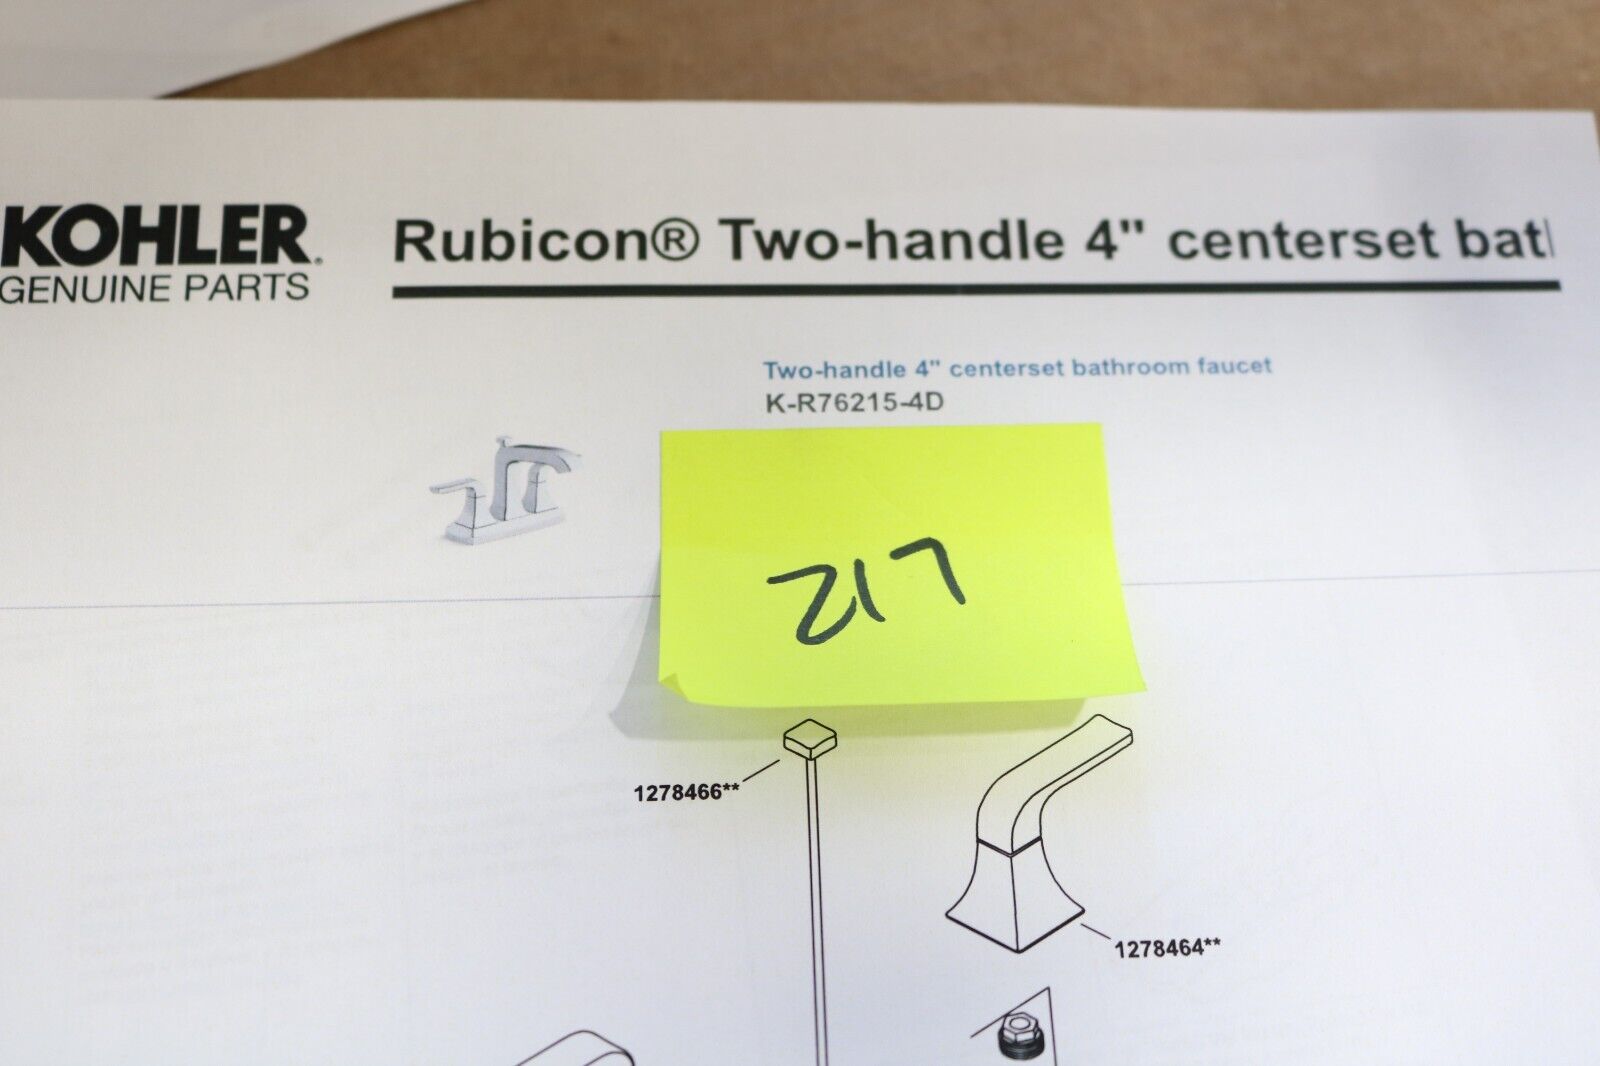 KOHLER.
GENUINE PARTS
Rubicon® Two-handle 4" centerset
Two-handle 4" centerset bathroom faucet
K-R76215-4D
217
1278466**
1278464**